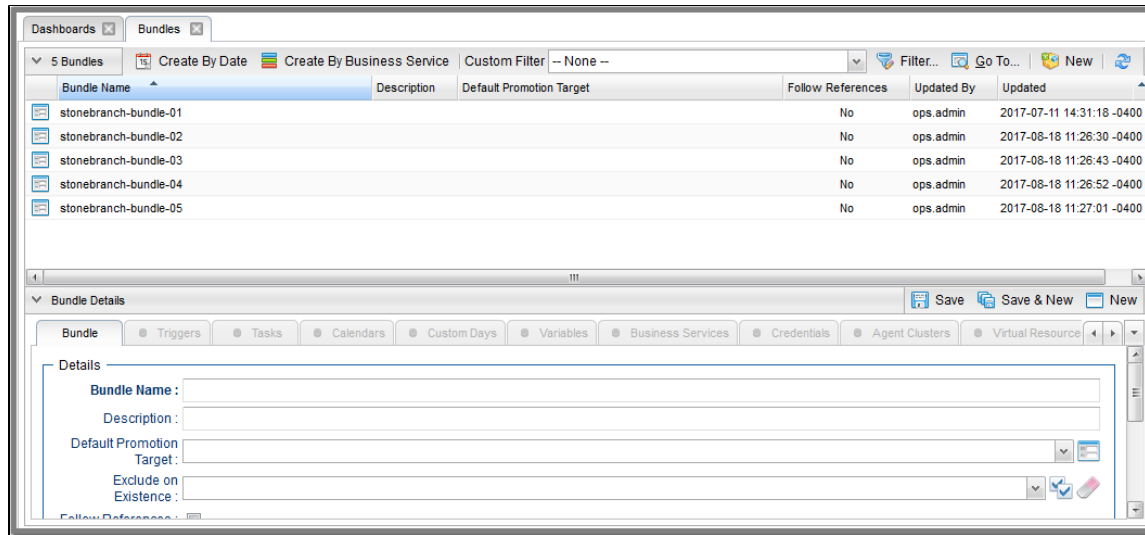 Dashboards Bundles
5 Bundles Create By Date Create By Business Service Custom Filter -- None -- Filter... Go To... New
Bundle Name Description Default Promotion Target Follow References Updated By Updated
stonebranch-bundle-01 No ops.admin 2017-07-11 14:31:18 -0400
stonebranch-bundle-02 No ops.admin 2017-08-18 11:26:30 -0400
stonebranch-bundle-03 No ops.admin 2017-08-18 11:26:43 -0400
stonebranch-bundle-04 No ops.admin 2017-08-18 11:26:52 -0400
stonebranch-bundle-05 No ops.admin 2017-08-18 11:27:01 -0400
Bundle Details Save Save & New New
Bundle Triggers Tasks Calendars Custom Days Variables Business Services Credentials Agent Clusters Virtual Resource
Details
Bundle Name :
Description :
Default Promotion
Target :
Exclude on
Existence :
Follow References :